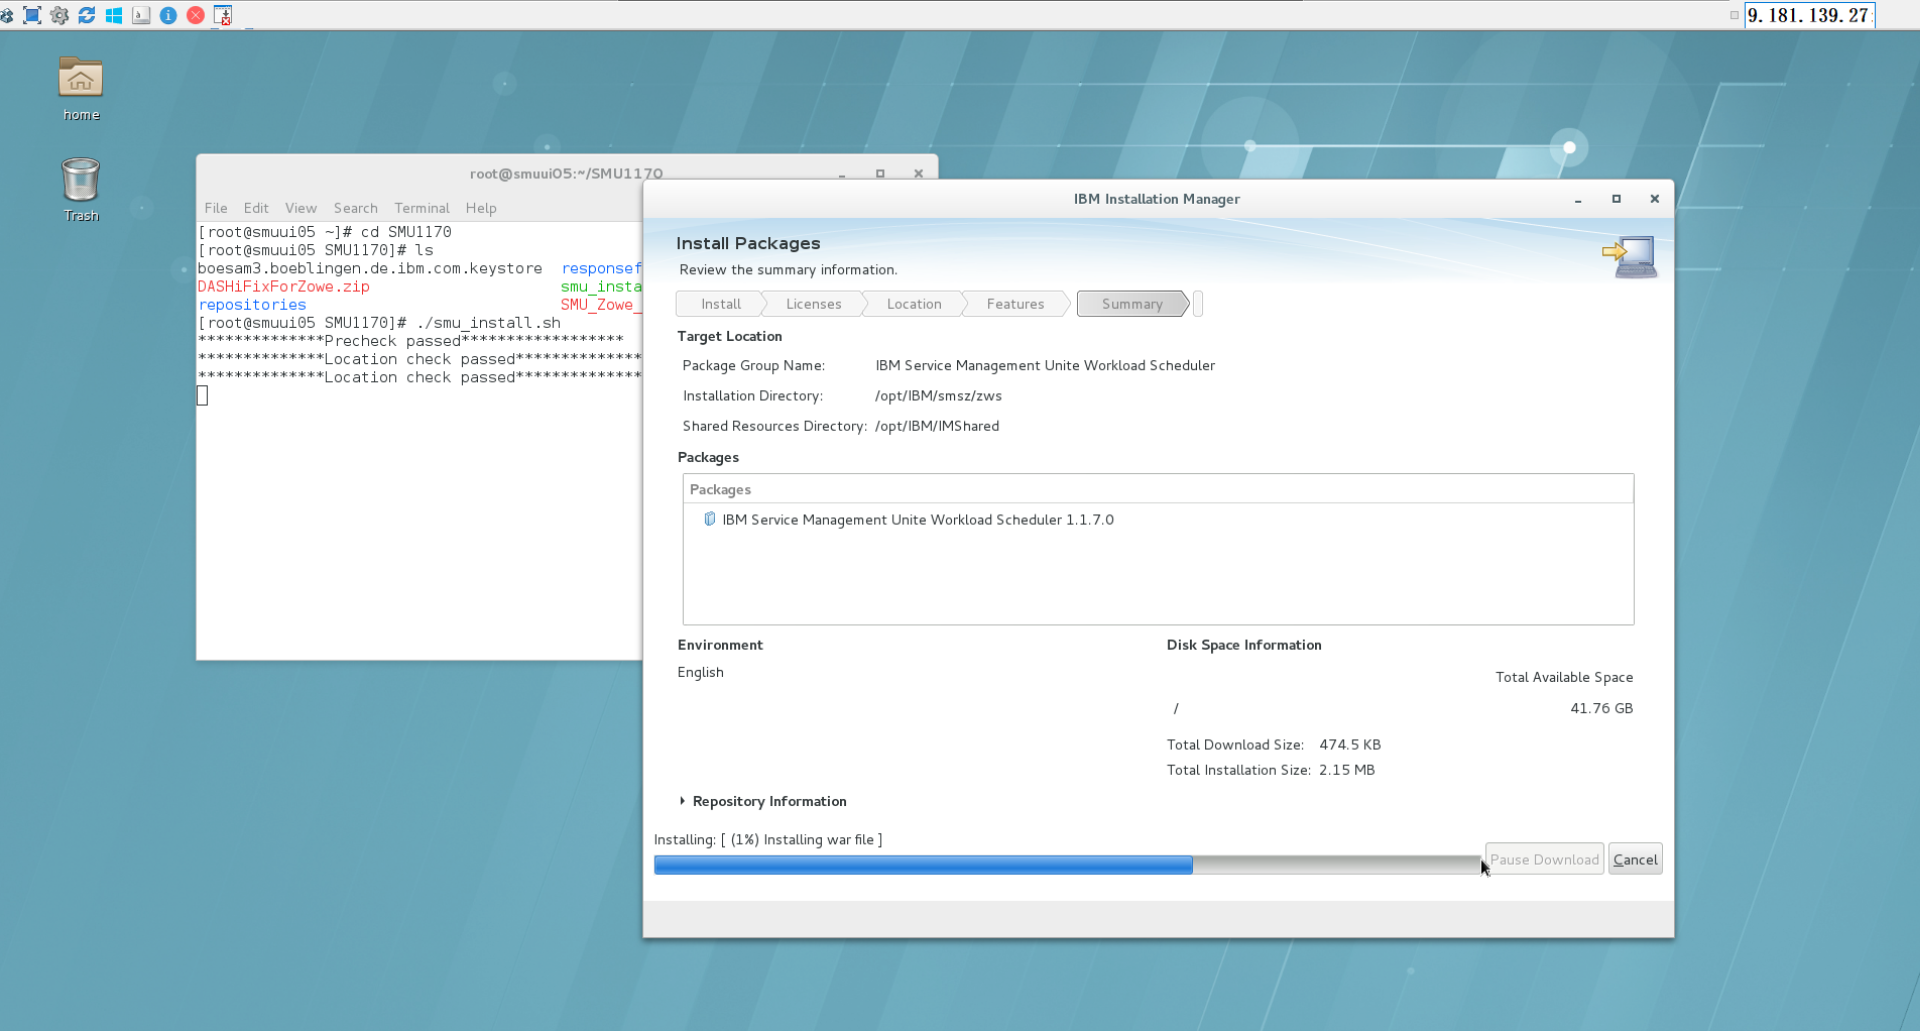 9.181.139.27:
home
Trash
root@smuui05:~/SMU1170
File Edit View Search Terminal Help
[root@smuui05 ~]# cd SMU1170
[root@smuui05 SMU1170]# ls
boesam3.boeblingen.de.ibm.com.keystore responsef
DASHiFixForZowe.zip smu_insta
repositories SMU_Zowe_
[root@smuui05 SMU1170]# ./smu_install.sh
**************Precheck passed******************
**************Location check passed**************
**************Location check passed**************
IBM Installation Manager
Install Packages
Review the summary information.
Install Licenses Location Features Summary
Target Location
Package Group Name: IBM Service Management Unite Workload Scheduler
Installation Directory: /opt/IBM/smsz/zws
Shared Resources Directory: /opt/IBM/IMShared
Packages
Packages
IBM Service Management Unite Workload Scheduler 1.1.7.0
Environment
English
Disk Space Information
Total Available Space
/ 41.76 GB
Total Download Size: 474.5 KB
Total Installation Size: 2.15 MB
Repository Information
Installing: [ (1%) Installing war file ]
Pause Download Cancel